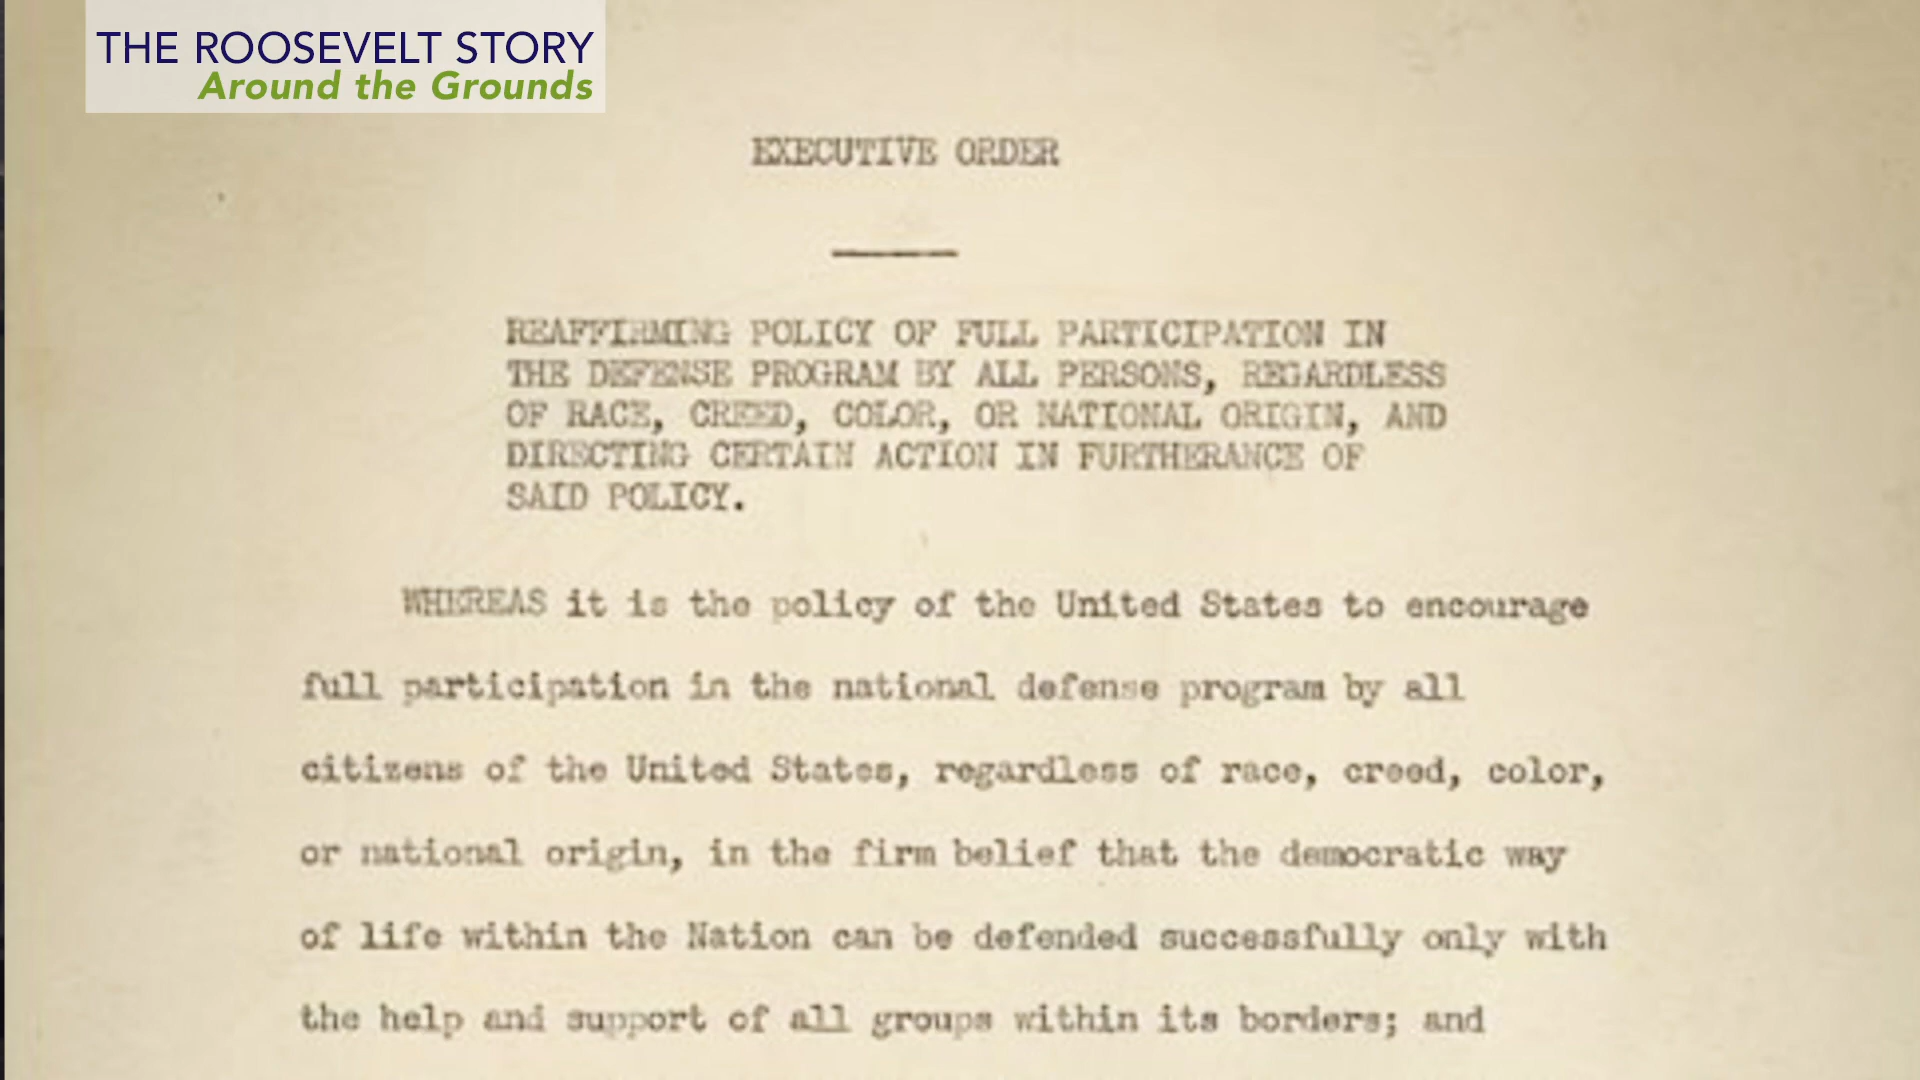 THE ROOSEVELT STORY
Around the Grounds
EXECUTIVE ORDER
REAFFIRMING POLICY OF FULL PARTICIPATION IN
THE DEFENSE PROGRAM BY ALL PERSONS, REGARDLESS
OF RACE, CREED, COLOR, OR NATIONAL ORIGIN, AND
DIRECTING CERTAIN ACTION IN FURTHERANCE OF
SAID POLICY.
WHEREAS it is the policy of the United States to encourage
full participation in the national defense program by all
citizens of the United States, regardless of race, creed, color,
or national origin, in the firm belief that the democratic way
of life within the Nation can be defended successfully only with
the help and support of all groups within its borders; and